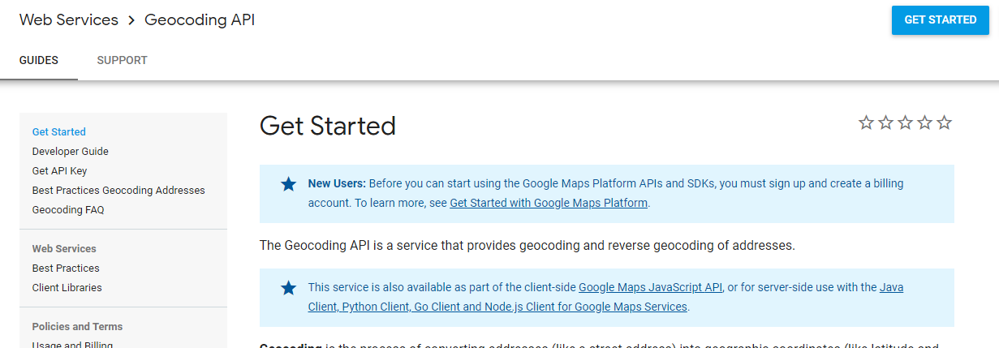 Web Services > Geocoding API
GET STARTED
GUIDES
SUPPORT
Get Started
Developer Guide
Get API Key
Best Practices Geocoding Addresses
Geocoding FAQ
Web Services
Best Practices
Client Libraries
Policies and Terms
Usage and Billing
Get Started
New Users: Before you can start using the Google Maps Platform APIs and SDKs, you must sign up and create a billing
account. To learn more, see Get Started with Google Maps Platform.
The Geocoding API is a service that provides geocoding and reverse geocoding of addresses.
This service is also available as part of the client-side Google Maps JavaScript API, or for server-side use with the Java
Client, Python Client, Go Client and Node.js Client for Google Maps Services.
Geocoding is the process of converting addresses (like a street address) into geographic coordinates (like latitude and